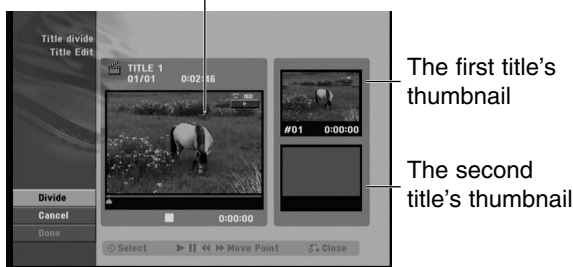 Title divide
Title Edit
TITLE 1
01/01 0:02:46
#01 0:00:00
The first title's
thumbnail
The second
title's thumbnail
Divide
Cancel
Done
0:00:00
Select
Move Point
Close